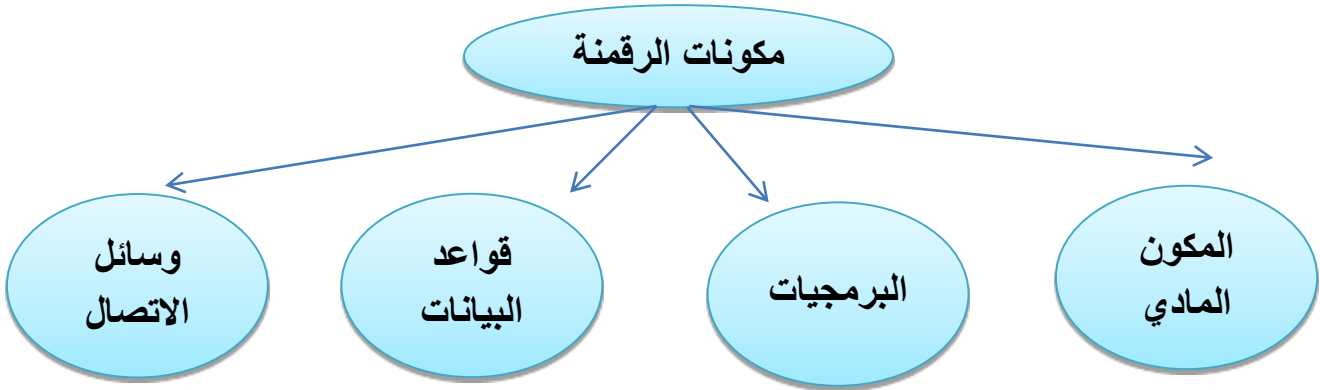 مكونات الرقمنة
المكون
المادي
البرمجيات
قواعد
البيانات
وسائل
الاتصال